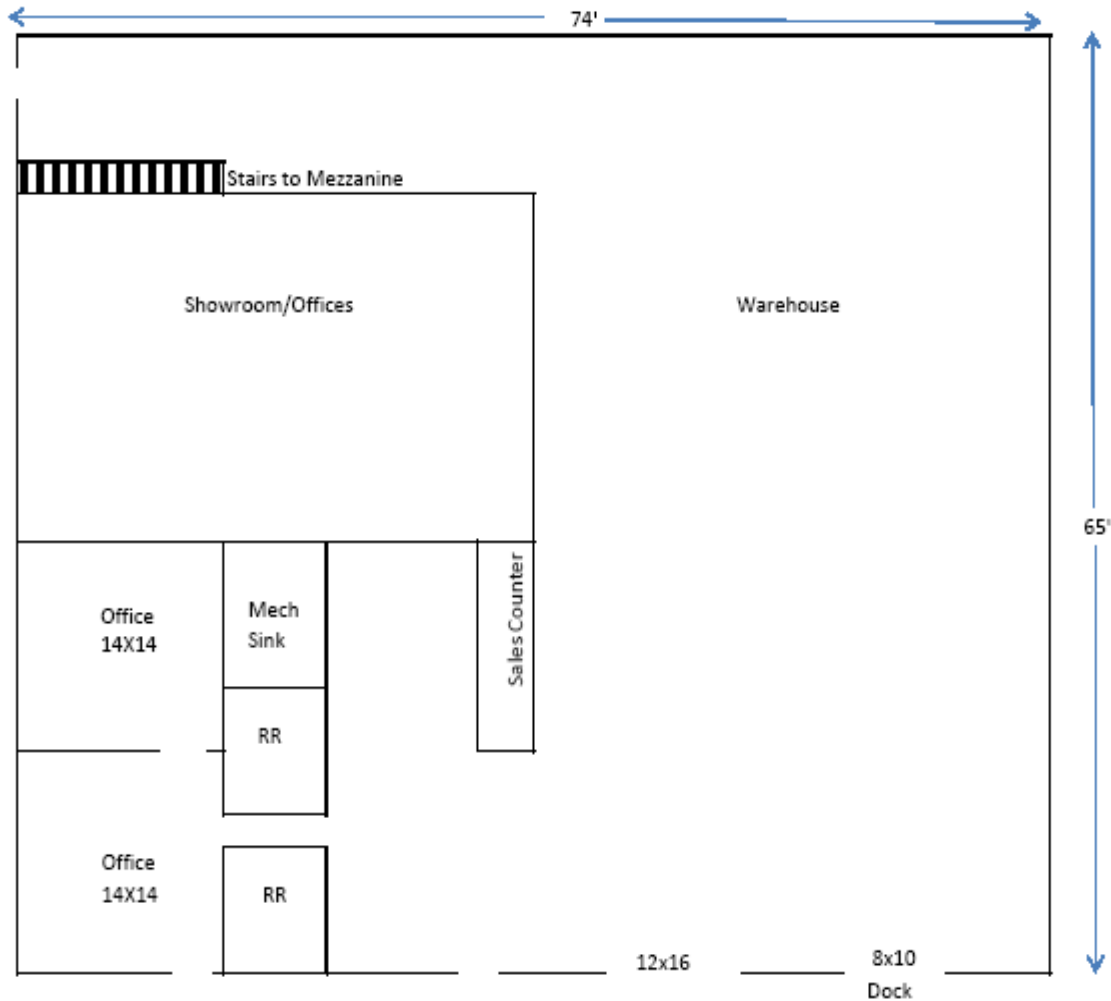 74'
Stairs to Mezzanine
Showroom/Offices
Warehouse
65'
Office
14X14
Mech
Sink
Sales Counter
RR
Office
14X14
RR
12x16
8x10
Dock